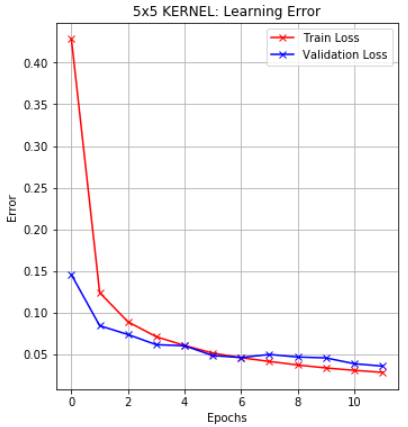 5x5 KERNEL: Learning Error
Train Loss
Validation Loss
0.40
0.35
0.30
0.25
0.20
0.15
0.10
0.05
Error
0 2 4 6 8 10
Epochs